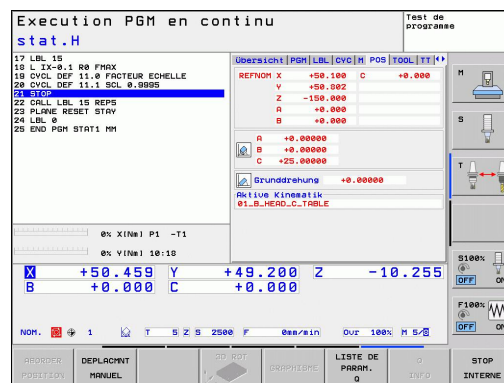 Execution PGM en continu
Test de
programme
stat.H
17 LBL 15
18 L IX-0.1 R0 FMAX
19 CYCL DEF 11.0 FACTEUR ECHELLE
20 CYCL DEF 11.1 SCL 0.9995
21 STOP
22 CALL LBL 15 REP5
23 PLANE RESET STAY
24 LBL 0
25 END PGM STAT1 MM
Übersicht PGM LBL CYC M POS TOOL TT
REFNOM X +50.100 C +0.000
Y +50.802
Z -150.000
A +0.000
B +0.000
A +0.00000
B +0.00000
C +25.00000
Grunddrehung +0.00000
Aktive Kinematik
01_B_HEAD_C_TABLE
0% X[Nm] P1 -T1
0% Y[Nm] 10:18
X +50.459 Y +49.200 Z -10.255
B +0.000 C +0.000
NOM. 1 T 5 Z S 2500 F 0mm/min Ovr 100% M 5/8
M
S
T
S100%
OFF ON
F100%
OFF ON
ABORDER
POSITION
DEPLACMNT
MANUEL
3D ROT
GRAPHISME
LISTE DE
PARAM.
Q
Q
INFO
STOP
INTERNE